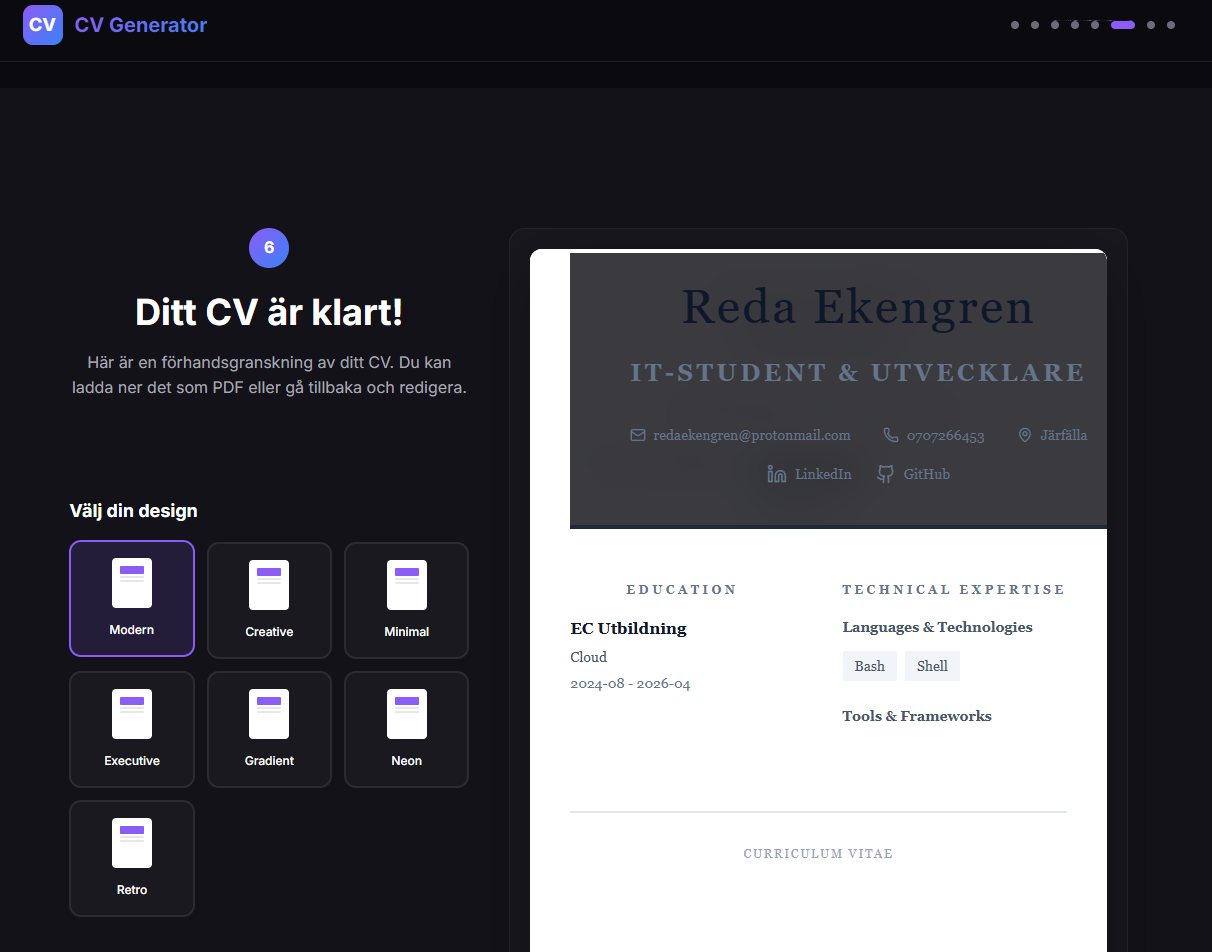 CV CV Generator
6
Ditt CV är klart!
Här är en förhandsgranskning av ditt CV. Du kan
ladda ner det som PDF eller gå tillbaka och redigera.
Välj din design
Modern
Creative
Minimal
Executive
Gradient
Neon
Retro
Reda Ekengren
IT-STUDENT & UTVECKLARE
redaekengren@protonmail.com 0707266453 Järfälla
LinkedIn GitHub
EDUCATION
EC Utbildning
Cloud
2024-08 - 2026-04
TECHNICAL EXPERTISE
Languages & Technologies
Bash Shell
Tools & Frameworks
CURRICULUM VITAE